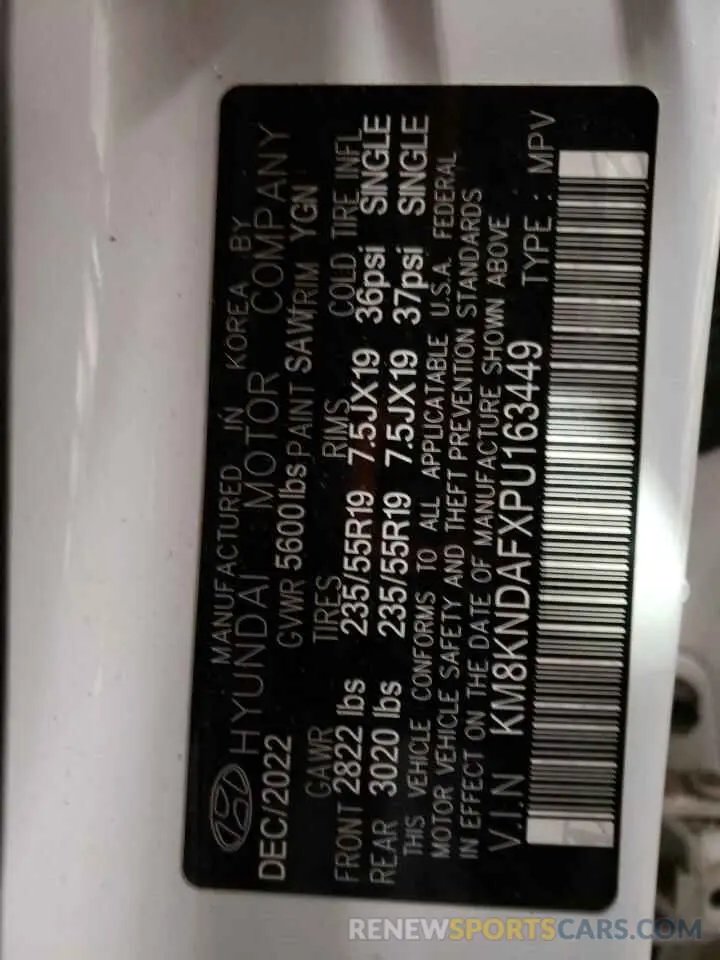 MANUFACTURED IN KOREA BY
HYUNDAI MOTOR COMPANY
DEC/2022 GVWR 5600lbs PAINT SAW TRIM YGN
GAWR TIRES RIMS COLD TIRE INFL
FRONT 2822 lbs 235/55R19 7.5JX19 36psi SINGLE
REAR 3020 lbs 235/55R19 7.5JX19 37psi SINGLE
THIS VEHICLE CONFORMS TO ALL APPLICATABLE U.S.A. FEDERAL
MOTOR VEHICLE SAFETY AND THEFT PREVENTION STANDARDS
IN EFFECT ON THE DATE OF MANUFACTURE SHOWN ABOVE
V.I.N KM8KNDAFXPU163449 TYPE : MPV
RENEWSPORTSCARS.COM